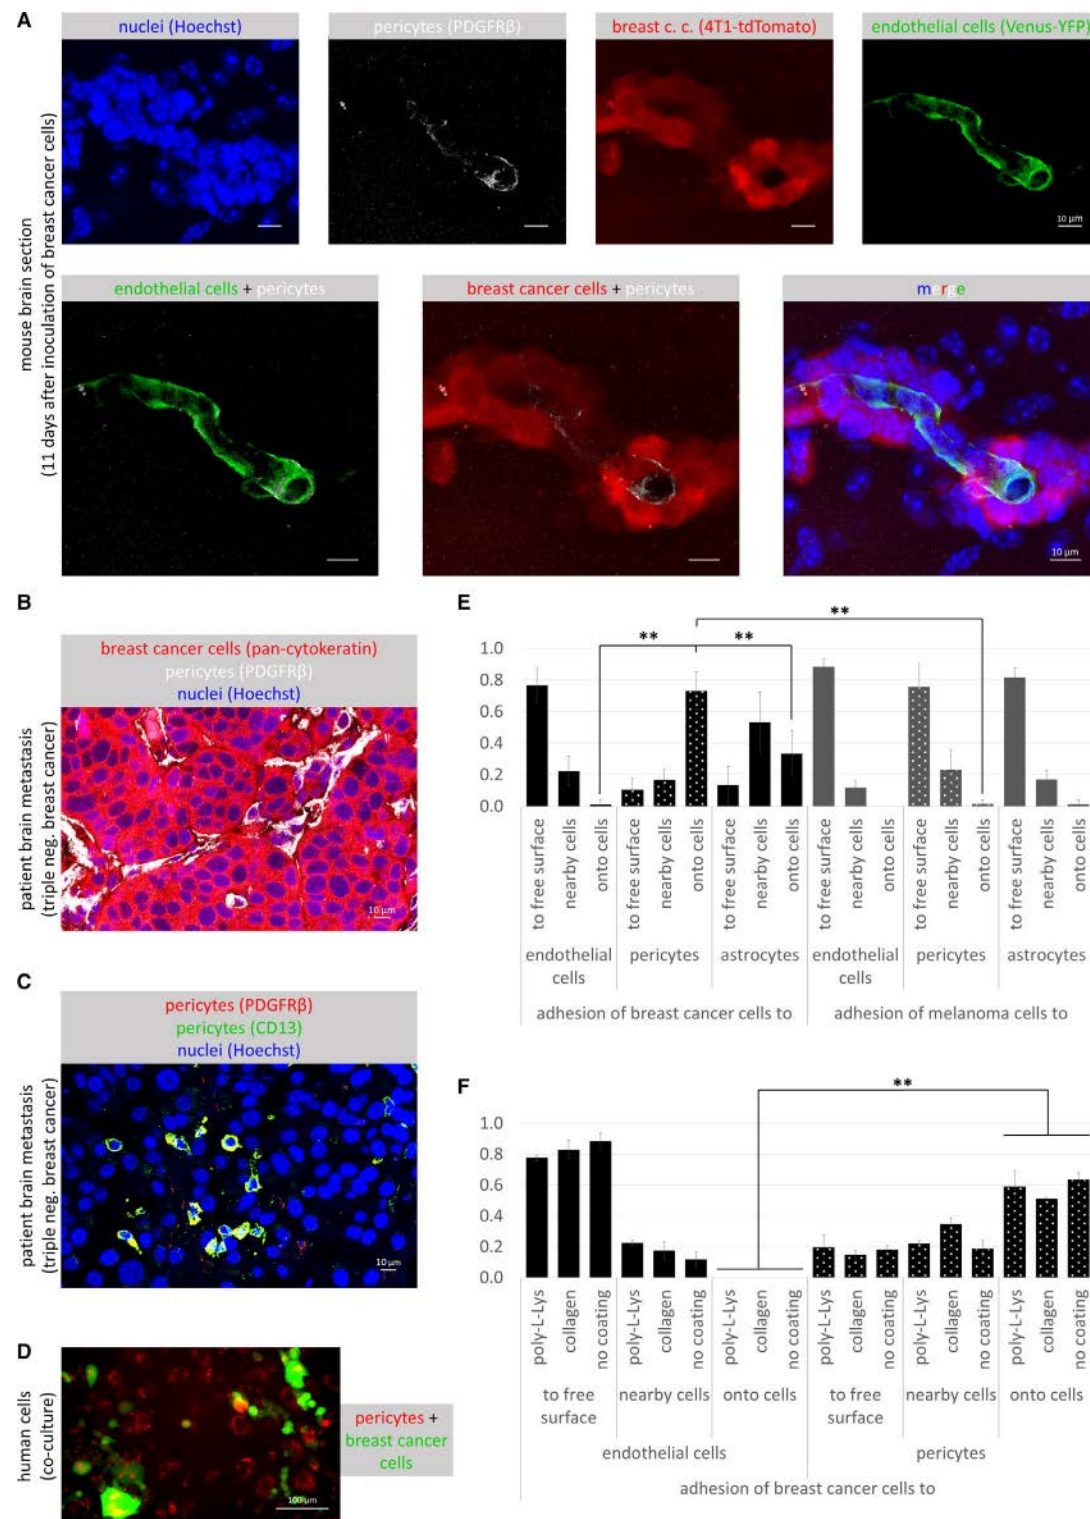 A
nuclei (Hoechst)
pericytes (PDGFRβ)
breast c. c. (4T1-tdTomato)
endothelial cells (Venus-YFP)
10 µm
mouse brain section
(11 days after inoculation of breast cancer cells)
endothelial cells + pericytes
breast cancer cells + pericytes
merge
10 µm
B
breast cancer cells (pan-cytokeratin)
pericytes (PDGFRβ)
nuclei (Hoechst)
patient brain metastasis
(triple neg. breast cancer)
10 µm
C
pericytes (PDGFRβ)
pericytes (CD13)
nuclei (Hoechst)
patient brain metastasis
(triple neg. breast cancer)
10 µm
D
human cells
(co-culture)
100 µm
pericytes +
breast cancer
cells
E
**
** **
1.0
0.8
0.6
0.4
0.2
0.0
to free surface
nearby cells
onto cells
to free surface
nearby cells
onto cells
to free surface
nearby cells
onto cells
to free surface
nearby cells
onto cells
to free surface
nearby cells
onto cells
to free surface
nearby cells
onto cells
endothelial
cells
pericytes
astrocytes
endothelial
cells
pericytes
astrocytes
adhesion of breast cancer cells to
adhesion of melanoma cells to
F
**
1.0
0.8
0.6
0.4
0.2
0.0
poly-L-Lys
collagen
no coating
poly-L-Lys
collagen
no coating
poly-L-Lys
collagen
no coating
poly-L-Lys
collagen
no coating
poly-L-Lys
collagen
no coating
poly-L-Lys
collagen
no coating
to free
surface
nearby cells
onto cells
to free
surface
nearby cells
onto cells
endothelial cells
pericytes
adhesion of breast cancer cells to